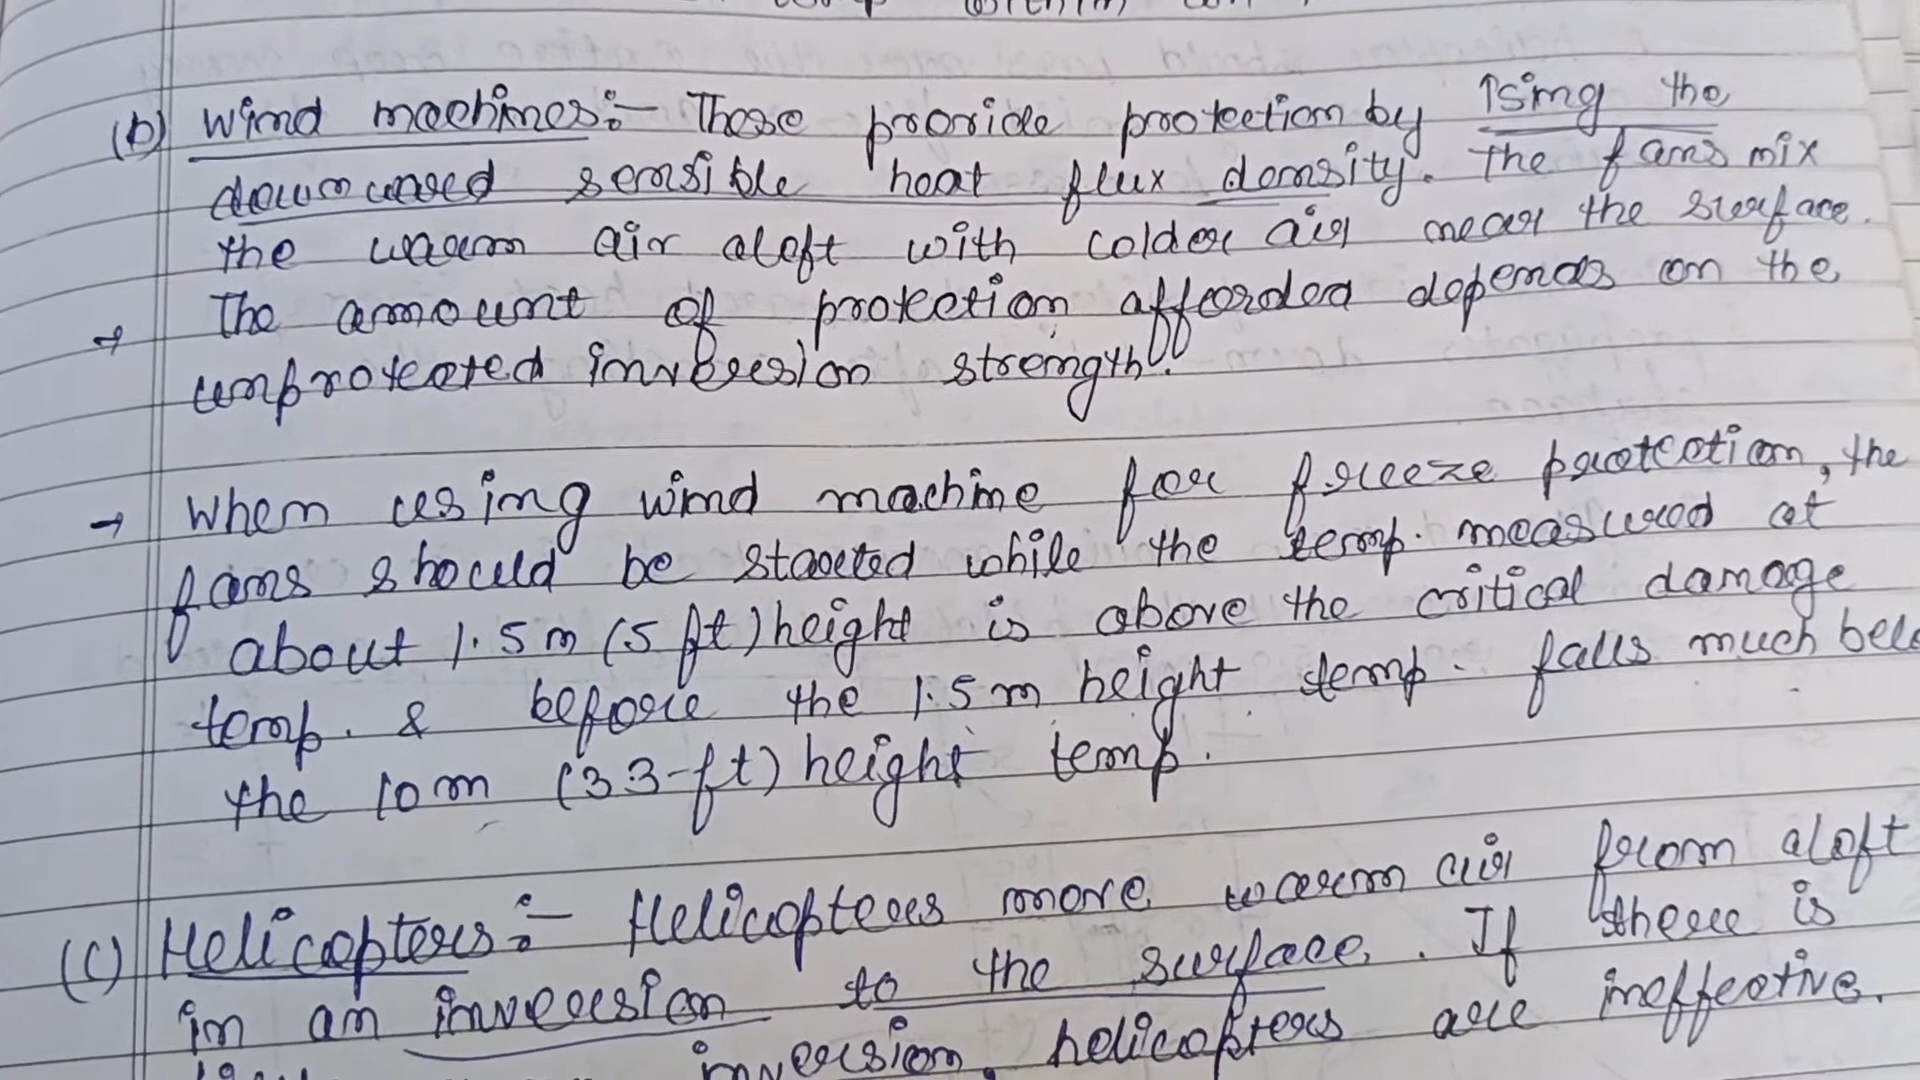 (b) Wind machines:- These provide protection by ↑sing the
downward sensible heat flux density. The fans mix
the warm air aloft with colder air near the surface.
→ The amount of protection afforded depends on the
unprotected inversion strength.
→ When using wind machine for freeze protection, the
fans should be started while the temp. measured at
about 1.5 m (5 ft) height is above the critical damage
temp. & before the 1.5 m height temp. falls much belo
the 10 m (33-ft) height temp.
(c) Helicopters:- Helicopters move warm air from aloft
in an inversion to the surface. If there is
inversion, helicopters are ineffective.